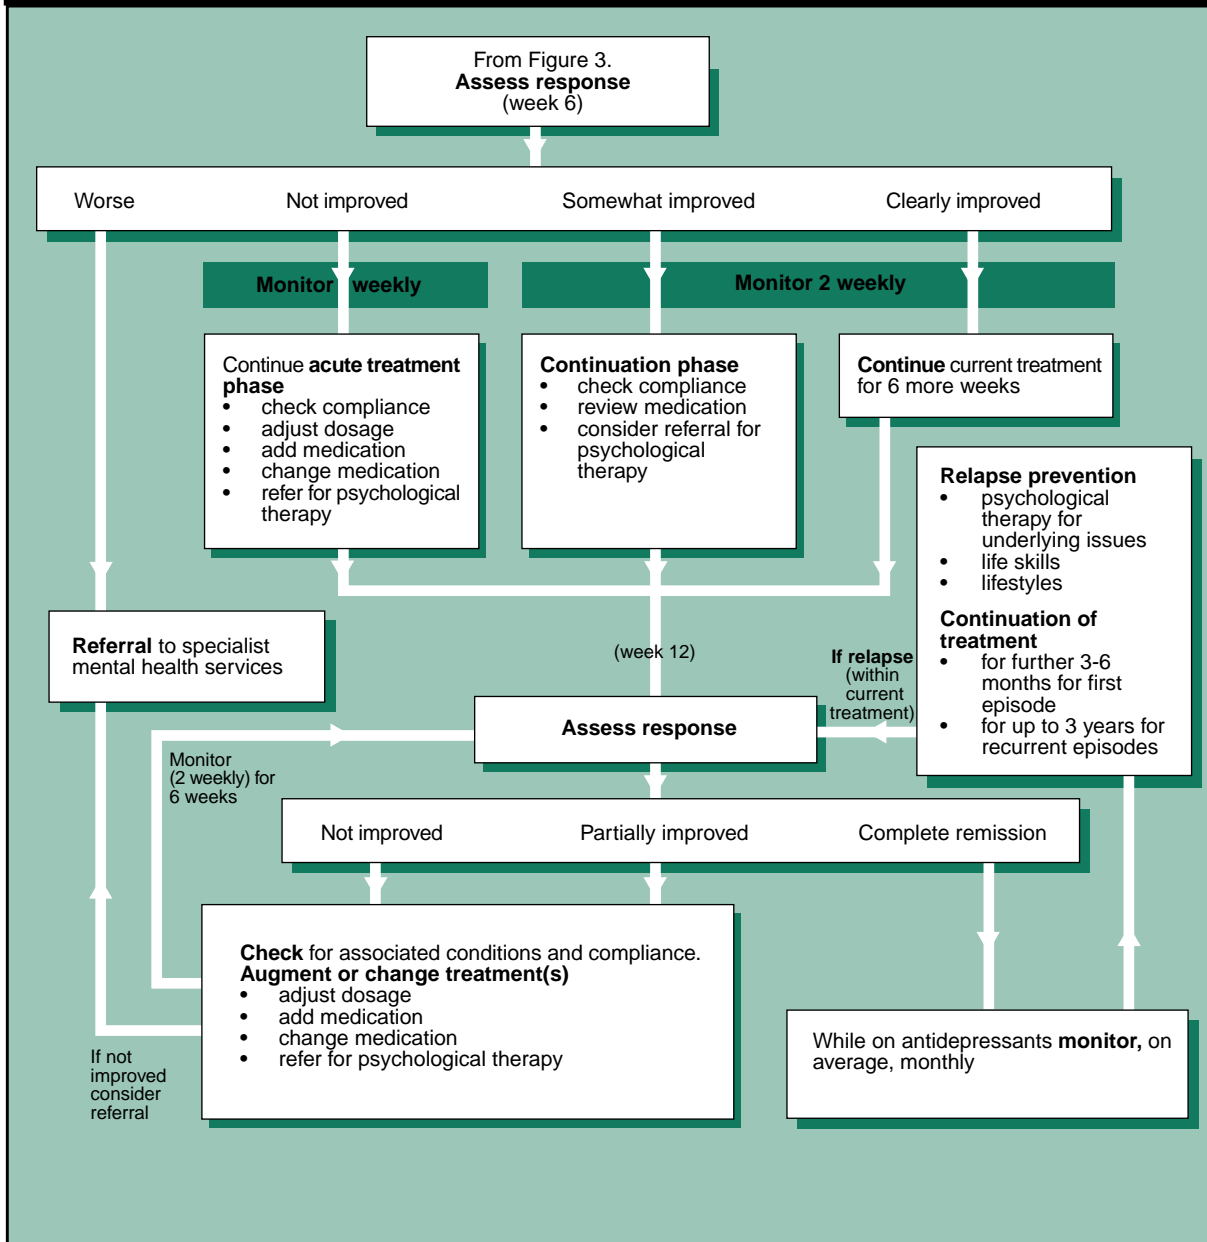 From Figure 3.
Assess response
(week 6)
Worse
Not improved
Somewhat improved
Clearly improved
Monitor weekly
Monitor 2 weekly
Continue acute treatment
phase
• check compliance
• adjust dosage
• add medication
• change medication
• refer for psychological
therapy
Continuation phase
• check compliance
• review medication
• consider referral for
psychological
therapy
Continue current treatment
for 6 more weeks
Relapse prevention
• psychological
therapy for
underlying issues
• life skills
• lifestyles
Continuation of
treatment
• for further 3-6
months for first
episode
• for up to 3 years for
recurrent episodes
Referral to specialist
mental health services
(week 12)
If relapse
(within
current
treatment)
Assess response
Monitor
(2 weekly) for
6 weeks
Not improved
Partially improved
Complete remission
Check for associated conditions and compliance.
Augment or change treatment(s)
• adjust dosage
• add medication
• change medication
• refer for psychological therapy
If not
improved
consider
referral
While on antidepressants monitor, on
average, monthly